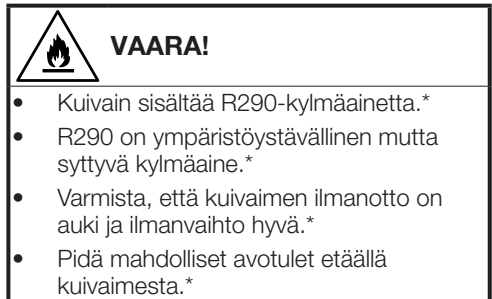 VAARA!
• Kuivain sisältää R290-kylmäainetta.*
• R290 on ympäristöystävällinen mutta
syttyvä kylmäaine.*
• Varmista, että kuivaimen ilmanotto on
auki ja ilmanvaihto hyvä.*
• Pidä mahdolliset avotulet etäällä
kuivaimesta.*